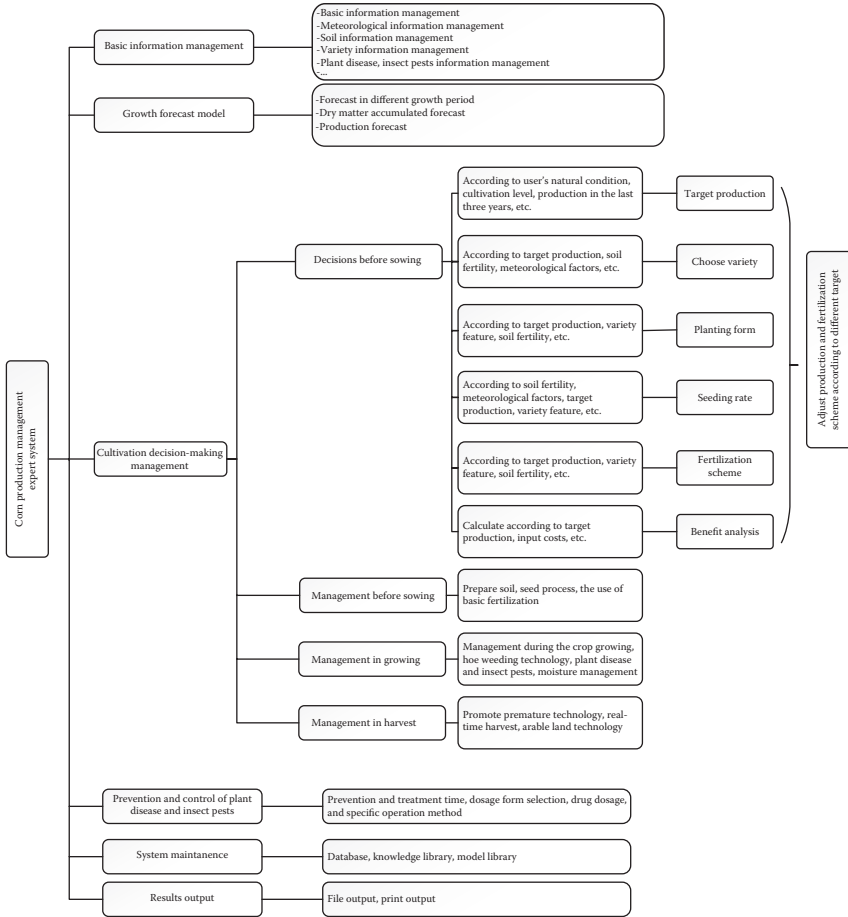 Corn production management
expert system
Basic information management
-Basic information management
-Meteorological information management
-Soil information management
-Variety information management
-Plant disease, insect pests information management
-...
Growth forecast model
-Forecast in different growth period
-Dry matter accumulated forecast
-Production forecast
Cultivation decision-making
management
Decisions before sowing
According to user's natural condition,
cultivation level, production in the last
three years, etc.
Target production
According to target production, soil
fertility, meteorological factors, etc.
Choose variety
According to target production, variety
feature, soil fertility, etc.
Planting form
According to soil fertility,
meteorological factors, target
production, variety feature, etc.
Seeding rate
According to target production, variety
feature, soil fertility, etc.
Fertilization
scheme
Calculate according to target
production, input costs, etc.
Benefit analysis
Adjust production and fertilization
scheme according to different target
Management before sowing
Prepare soil, seed process, the use of
basic fertilization
Management in growing
Management during the crop growing,
hoe weeding technology, plant disease
and insect pests, moisture management
Management in harvest
Promote premature technology, real-
time harvest, arable land technology
Prevention and control of plant
disease and insect pests
Prevention and treatment time, dosage form selection, drug dosage,
and specific operation method
System maintanence
Database, knowledge library, model library
Results output
File output, print output